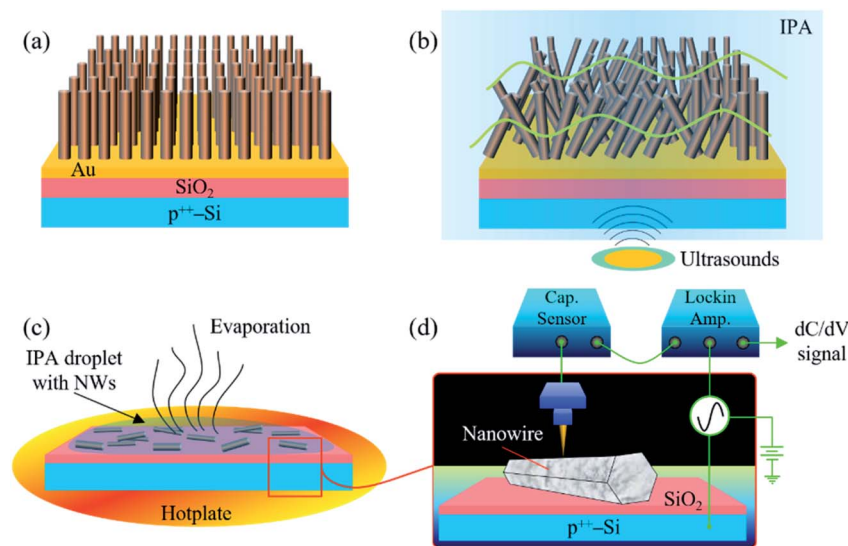 (a)
Au
SiO₂
p⁺⁺–Si
(b)
IPA
Ultrasounds
(c)
Evaporation
IPA droplet
with NWs
Hotplate
(d)
Cap.
Sensor
Lockin
Amp.
dC/dV
signal
Nanowire
SiO₂
p⁺⁺–Si